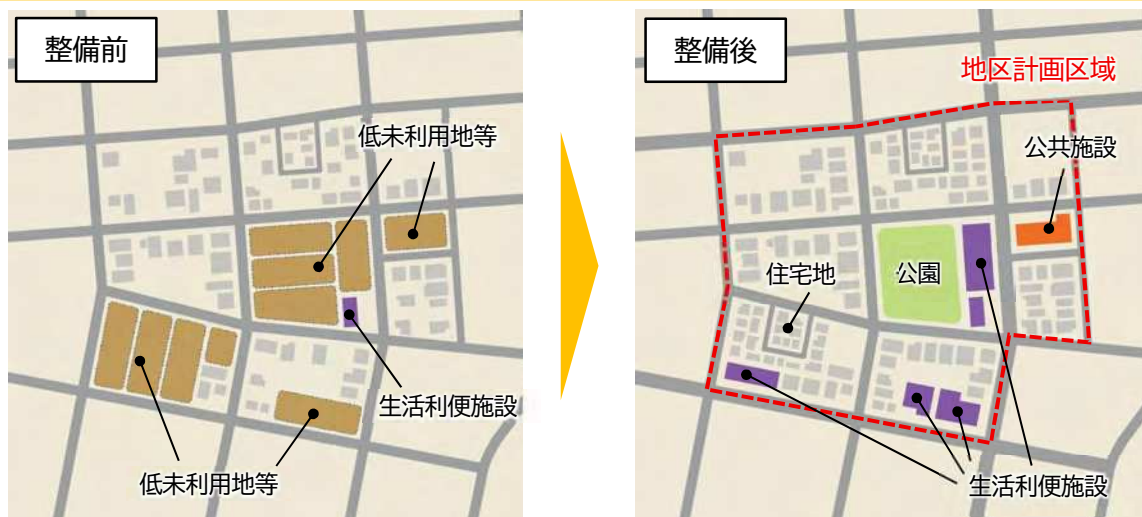 整備前
低未利用地等
生活利便施設
低未利用地等
整備後
地区計画区域
公共施設
住宅地
公園
生活利便施設